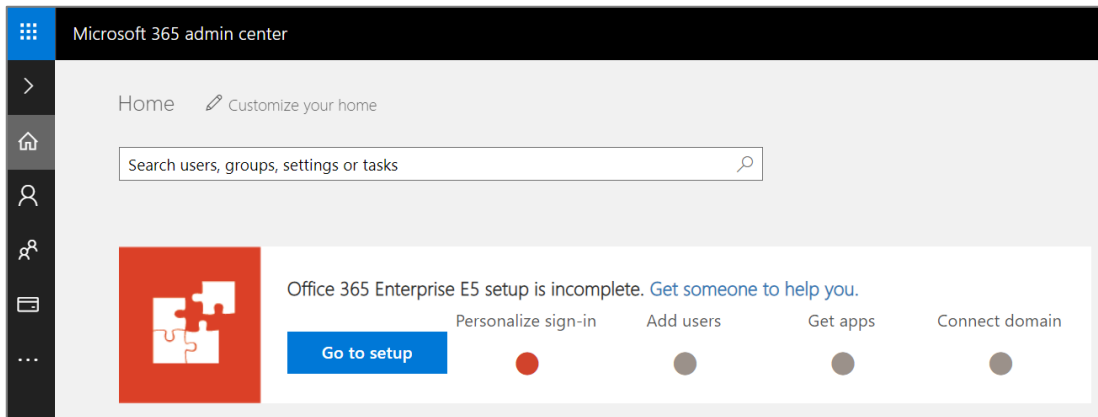 Microsoft 365 admin center
Home Customize your home
Search users, groups, settings or tasks
Office 365 Enterprise E5 setup is incomplete. Get someone to help you.
Personalize sign-in Add users Get apps Connect domain
Go to setup